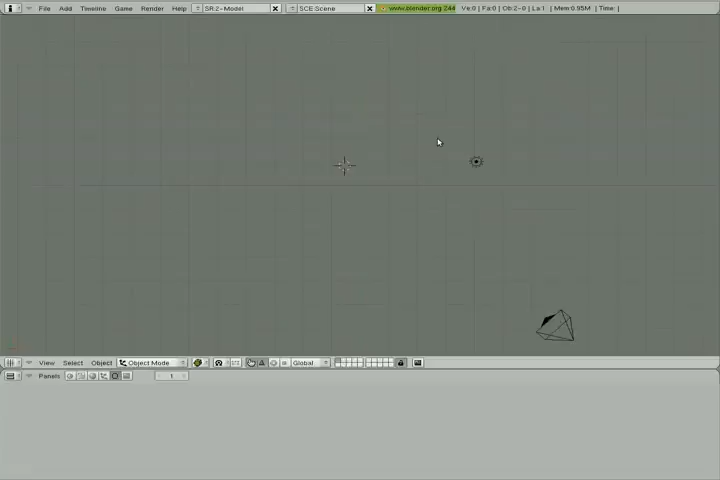 File Add Timeline Game Render Help SR:2-Model SCE:Scene www.blender.org 244 Ve:0 | Fa:0 | Ob:2-0 | La:1 | Mem:0.95M | Time: |
View Select Object Object Mode Global
Panels 1